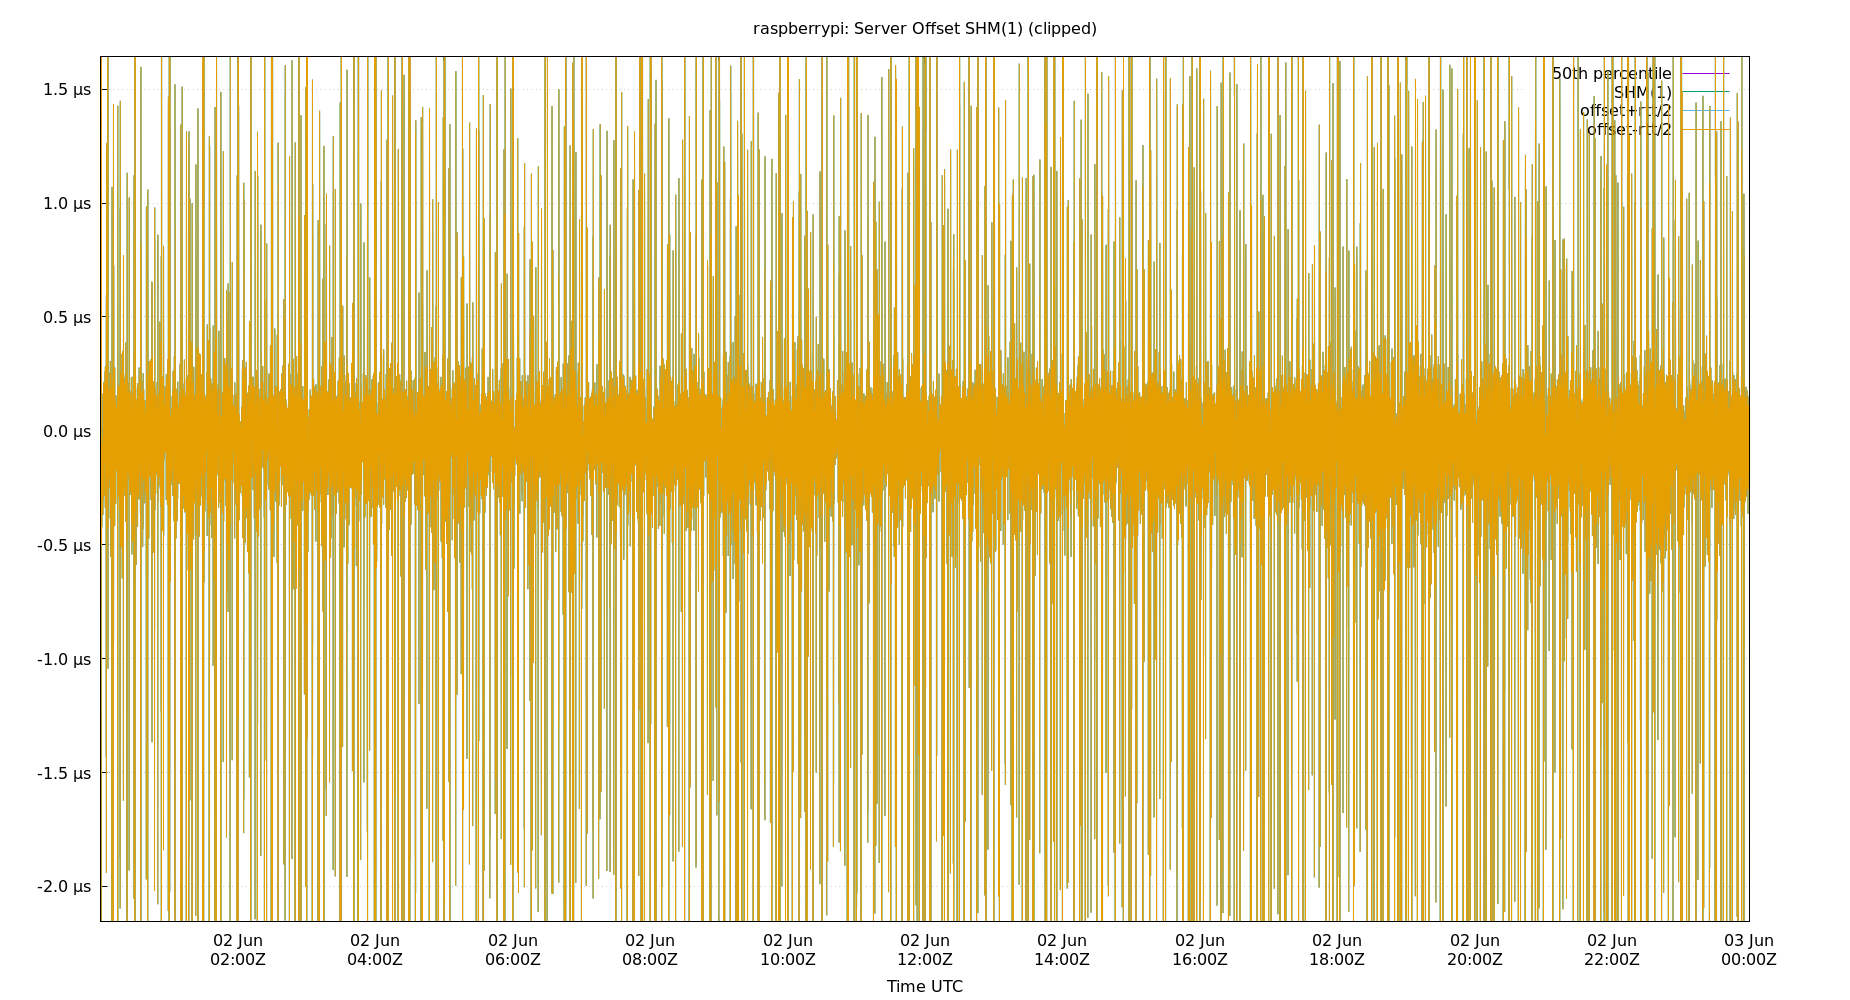 raspberrypi: Server Offset SHM(1) (clipped)
50th percentile
SHM(1)
offset+rtt/2
offset-rtt/2
1.5 µs
1.0 µs
0.5 µs
0.0 µs
-0.5 µs
-1.0 µs
-1.5 µs
-2.0 µs
02 Jun 02 Jun 02 Jun 02 Jun 02 Jun 02 Jun 02 Jun 02 Jun 02 Jun 02 Jun 02 Jun 03 Jun
02:00Z 04:00Z 06:00Z 08:00Z 10:00Z 12:00Z 14:00Z 16:00Z 18:00Z 20:00Z 22:00Z 00:00Z
Time UTC